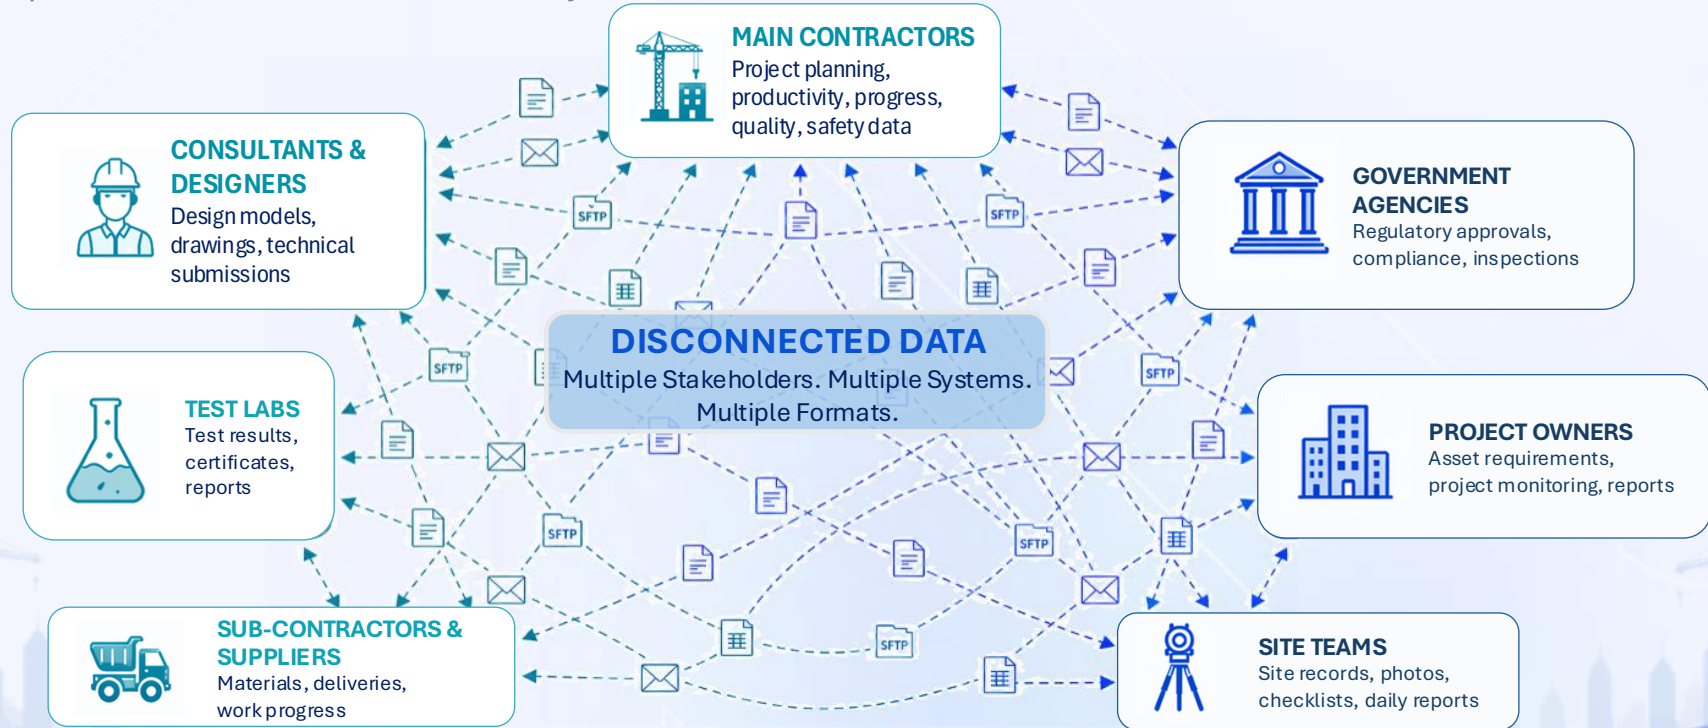 MAIN CONTRACTORS
Project planning,
productivity, progress,
quality, safety data
CONSULTANTS &
DESIGNERS
Design models,
drawings, technical
submissions
GOVERNMENT
AGENCIES
Regulatory approvals,
compliance, inspections
SFTP
SFTP
DISCONNECTED DATA
Multiple Stakeholders. Multiple Systems.
Multiple Formats.
SFTP
SFTP
TEST LABS
Test results,
certificates,
reports
PROJECT OWNERS
Asset requirements,
project monitoring, reports
SFTP
SFTP
SUB-CONTRACTORS &
SUPPLIERS
Materials, deliveries,
work progress
SFTP
SITE TEAMS
Site records, photos,
checklists, daily reports